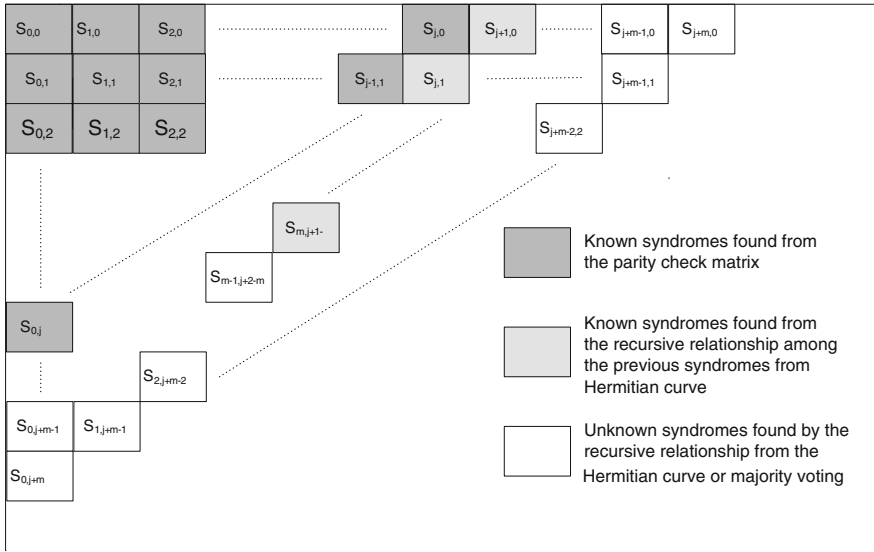 S0,0 S1,0 S2,0 Sj,0 Sj+1,0 Sj+m-1,0 Sj+m,0
S0,1 S1,1 S2,1 Sj-1,1 Sj,1 Sj+m-1,1
S0,2 S1,2 S2,2 Sj+m-2,2
Sm,j+1-
Sm-1,j+2-m
S0,j
S2,j+m-2
S0,j+m-1 S1,j+m-1
S0,j+m
Known syndromes found from
the parity check matrix
Known syndromes found from
the recursive relationship among
the previous syndromes from
Hermitian curve
Unknown syndromes found by the
recursive relationship from the
Hermitian curve or majority voting